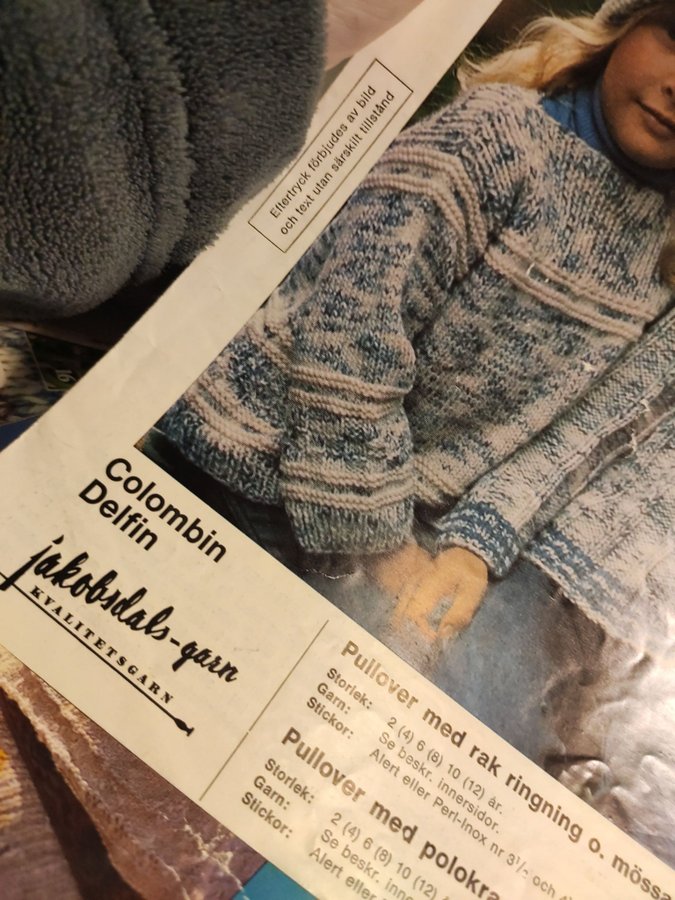 Eftertryck förbjudes av bild
och text utan särskilt tillstånd
Colombin
Delfin
jakobsdals-garn
KVALITETSGARN
Pullover med rak ringning o. mössa
Storlek: 2 (4) 6 (8) 10 (12) år.
Garn: Se beskr. innersidor.
Stickor: Alert eller Perl-Inox nr 3½ och
Pullover med polokra
Storlek: 2 (4) 6 (8) 10 (12)
Garn: Se beskr. inne
Stickor: Alert eller